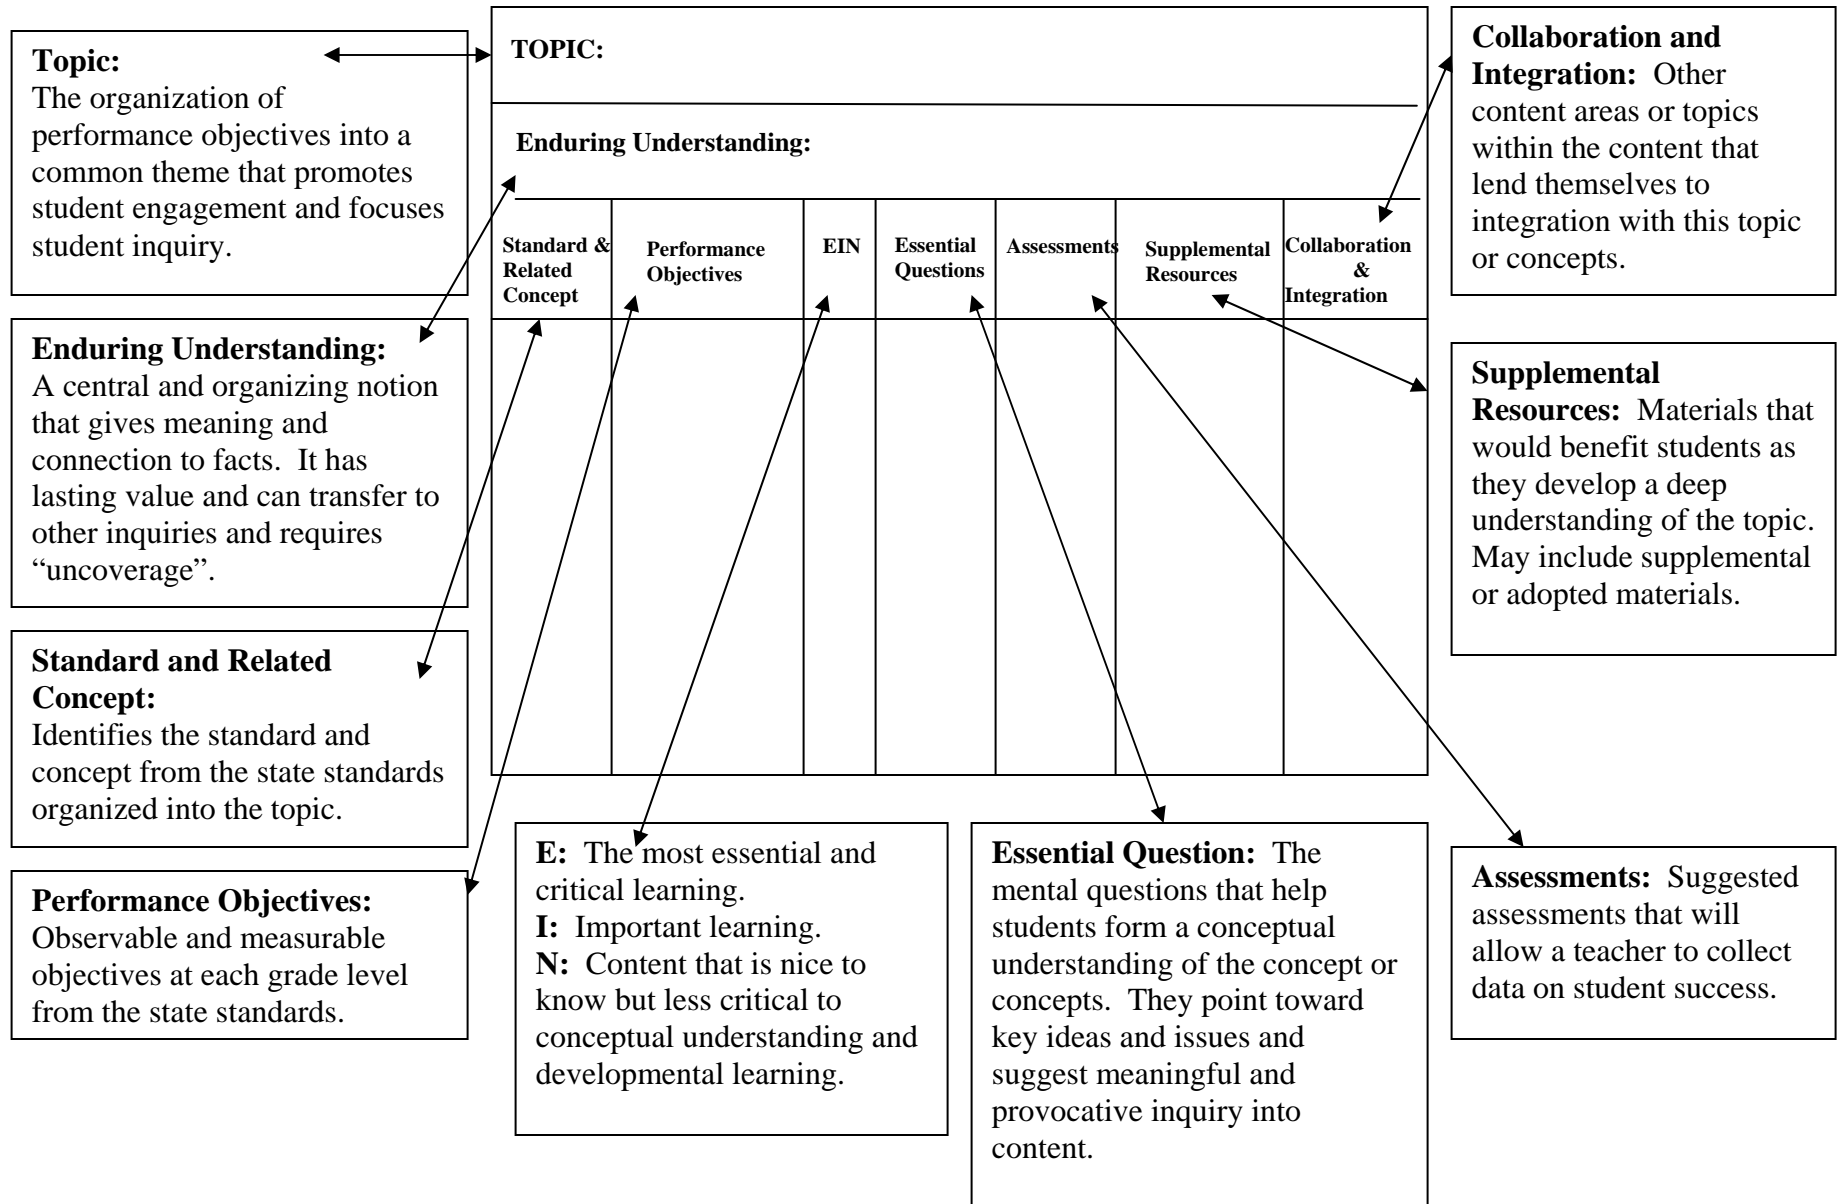 Topic:
The organization of
performance objectives into a
common theme that promotes
student engagement and focuses
student inquiry.
Enduring Understanding:
A central and organizing notion
that gives meaning and
connection to facts.  It has
lasting value and can transfer to
other inquiries and requires
“uncoverage”.
Standard and Related
Concept:
Identifies the standard and
concept from the state standards
organized into the topic.
Performance Objectives:
Observable and measurable
objectives at each grade level
from the state standards.
TOPIC:
Enduring Understanding:
Standard &
Related
Concept
Performance
Objectives
EIN
Essential
Questions
Assessments
Supplemental
Resources
Collaboration
&
Integration
E:  The most essential and
critical learning.
I:  Important learning.
N:  Content that is nice to
know but less critical to
conceptual understanding and
developmental learning.
Essential Question:  The
mental questions that help
students form a conceptual
understanding of the concept or
concepts.  They point toward
key ideas and issues and
suggest meaningful and
provocative inquiry into
content.
Collaboration and
Integration:  Other
content areas or topics
within the content that
lend themselves to
integration with this topic
or concepts.
Supplemental
Resources:  Materials that
would benefit students as
they develop a deep
understanding of the topic.
May include supplemental
or adopted materials.
Assessments:  Suggested
assessments that will
allow a teacher to collect
data on student success.